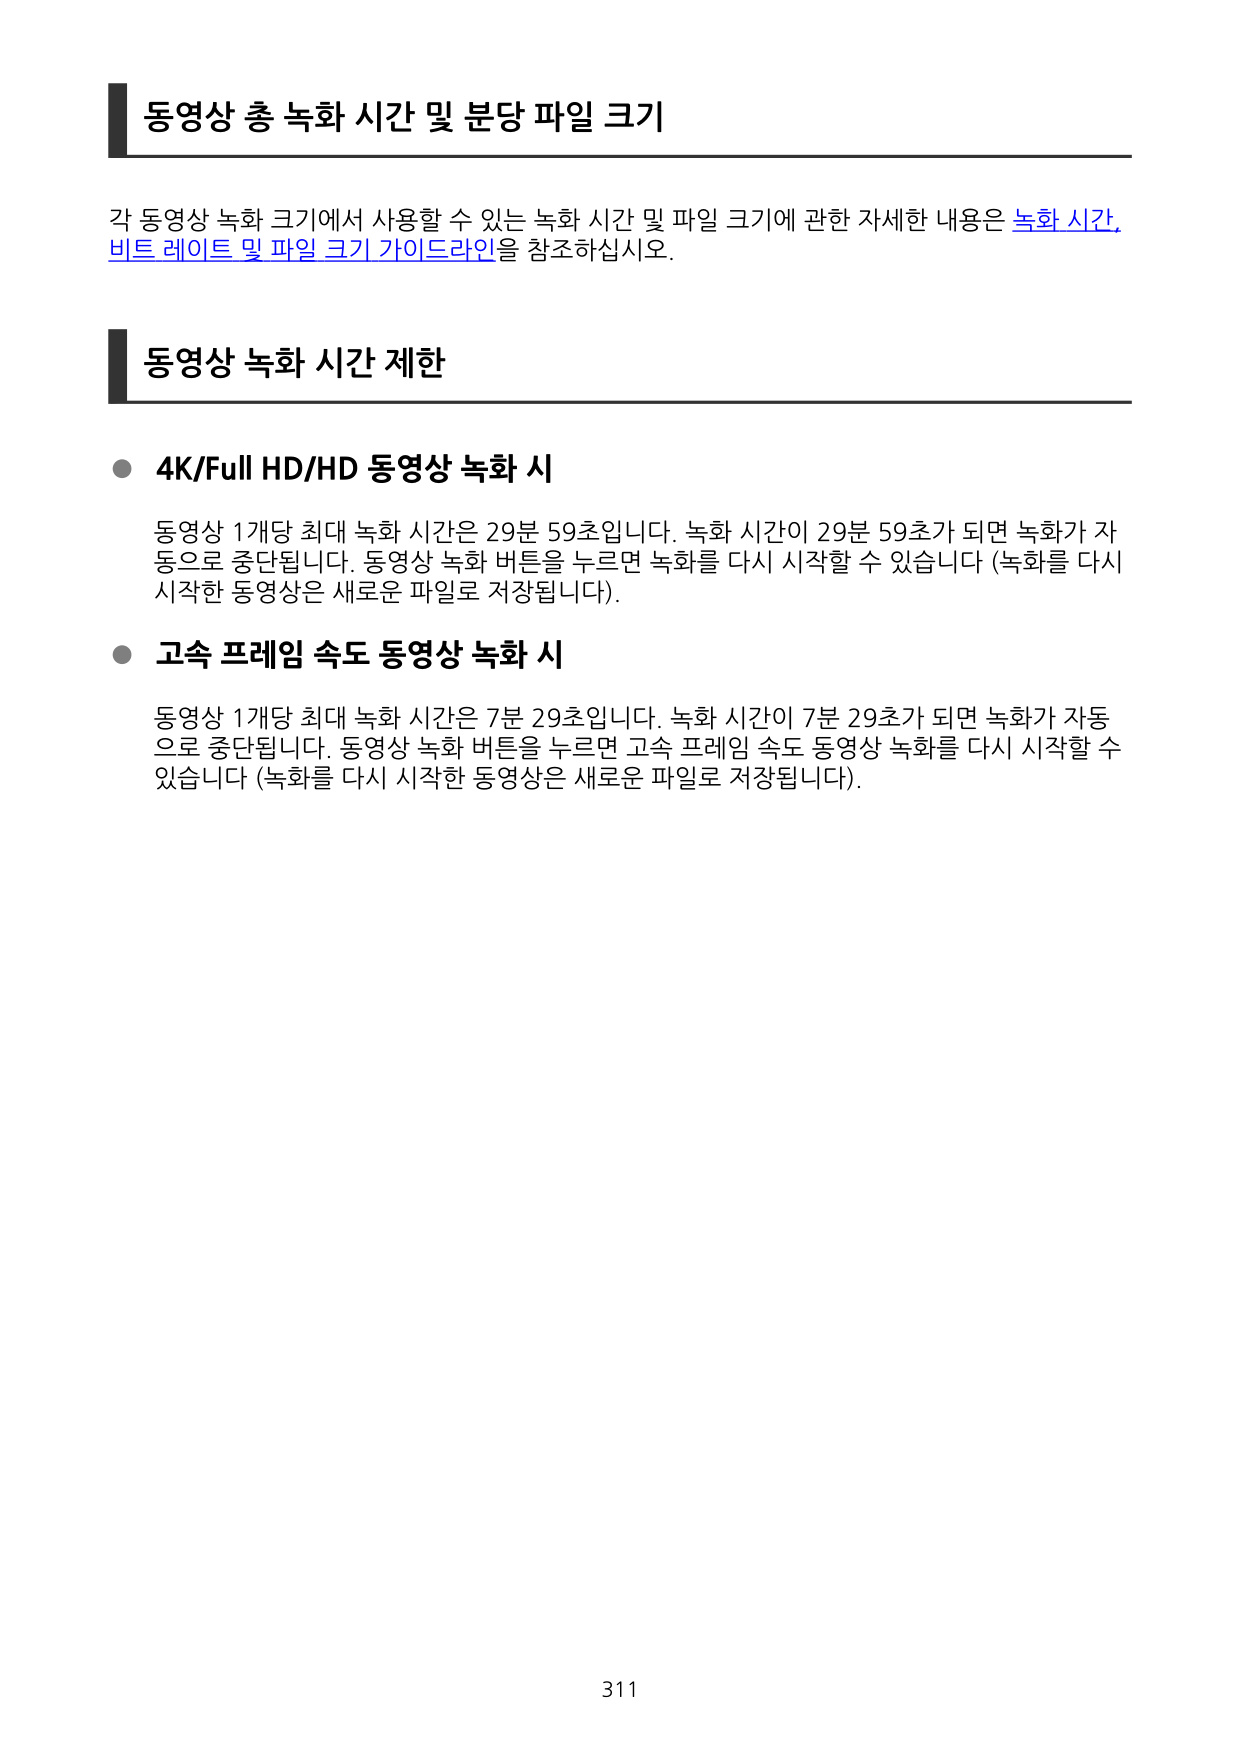 동영상 총 녹화 시간 및 분당 파일 크기
각 동영상 녹화 크기에서 사용할 수 있는 녹화 시간 및 파일 크기에 관한 자세한 내용은 녹화 시간,
비트 레이트 및 파일 크기 가이드라인을 참조하십시오.
동영상 녹화 시간 제한
● 4K/Full HD/HD 동영상 녹화 시
동영상 1개당 최대 녹화 시간은 29분 59초입니다. 녹화 시간이 29분 59초가 되면 녹화가 자
동으로 중단됩니다. 동영상 녹화 버튼을 누르면 녹화를 다시 시작할 수 있습니다 (녹화를 다시
시작한 동영상은 새로운 파일로 저장됩니다).
● 고속 프레임 속도 동영상 녹화 시
동영상 1개당 최대 녹화 시간은 7분 29초입니다. 녹화 시간이 7분 29초가 되면 녹화가 자동
으로 중단됩니다. 동영상 녹화 버튼을 누르면 고속 프레임 속도 동영상 녹화를 다시 시작할 수
있습니다 (녹화를 다시 시작한 동영상은 새로운 파일로 저장됩니다).
311